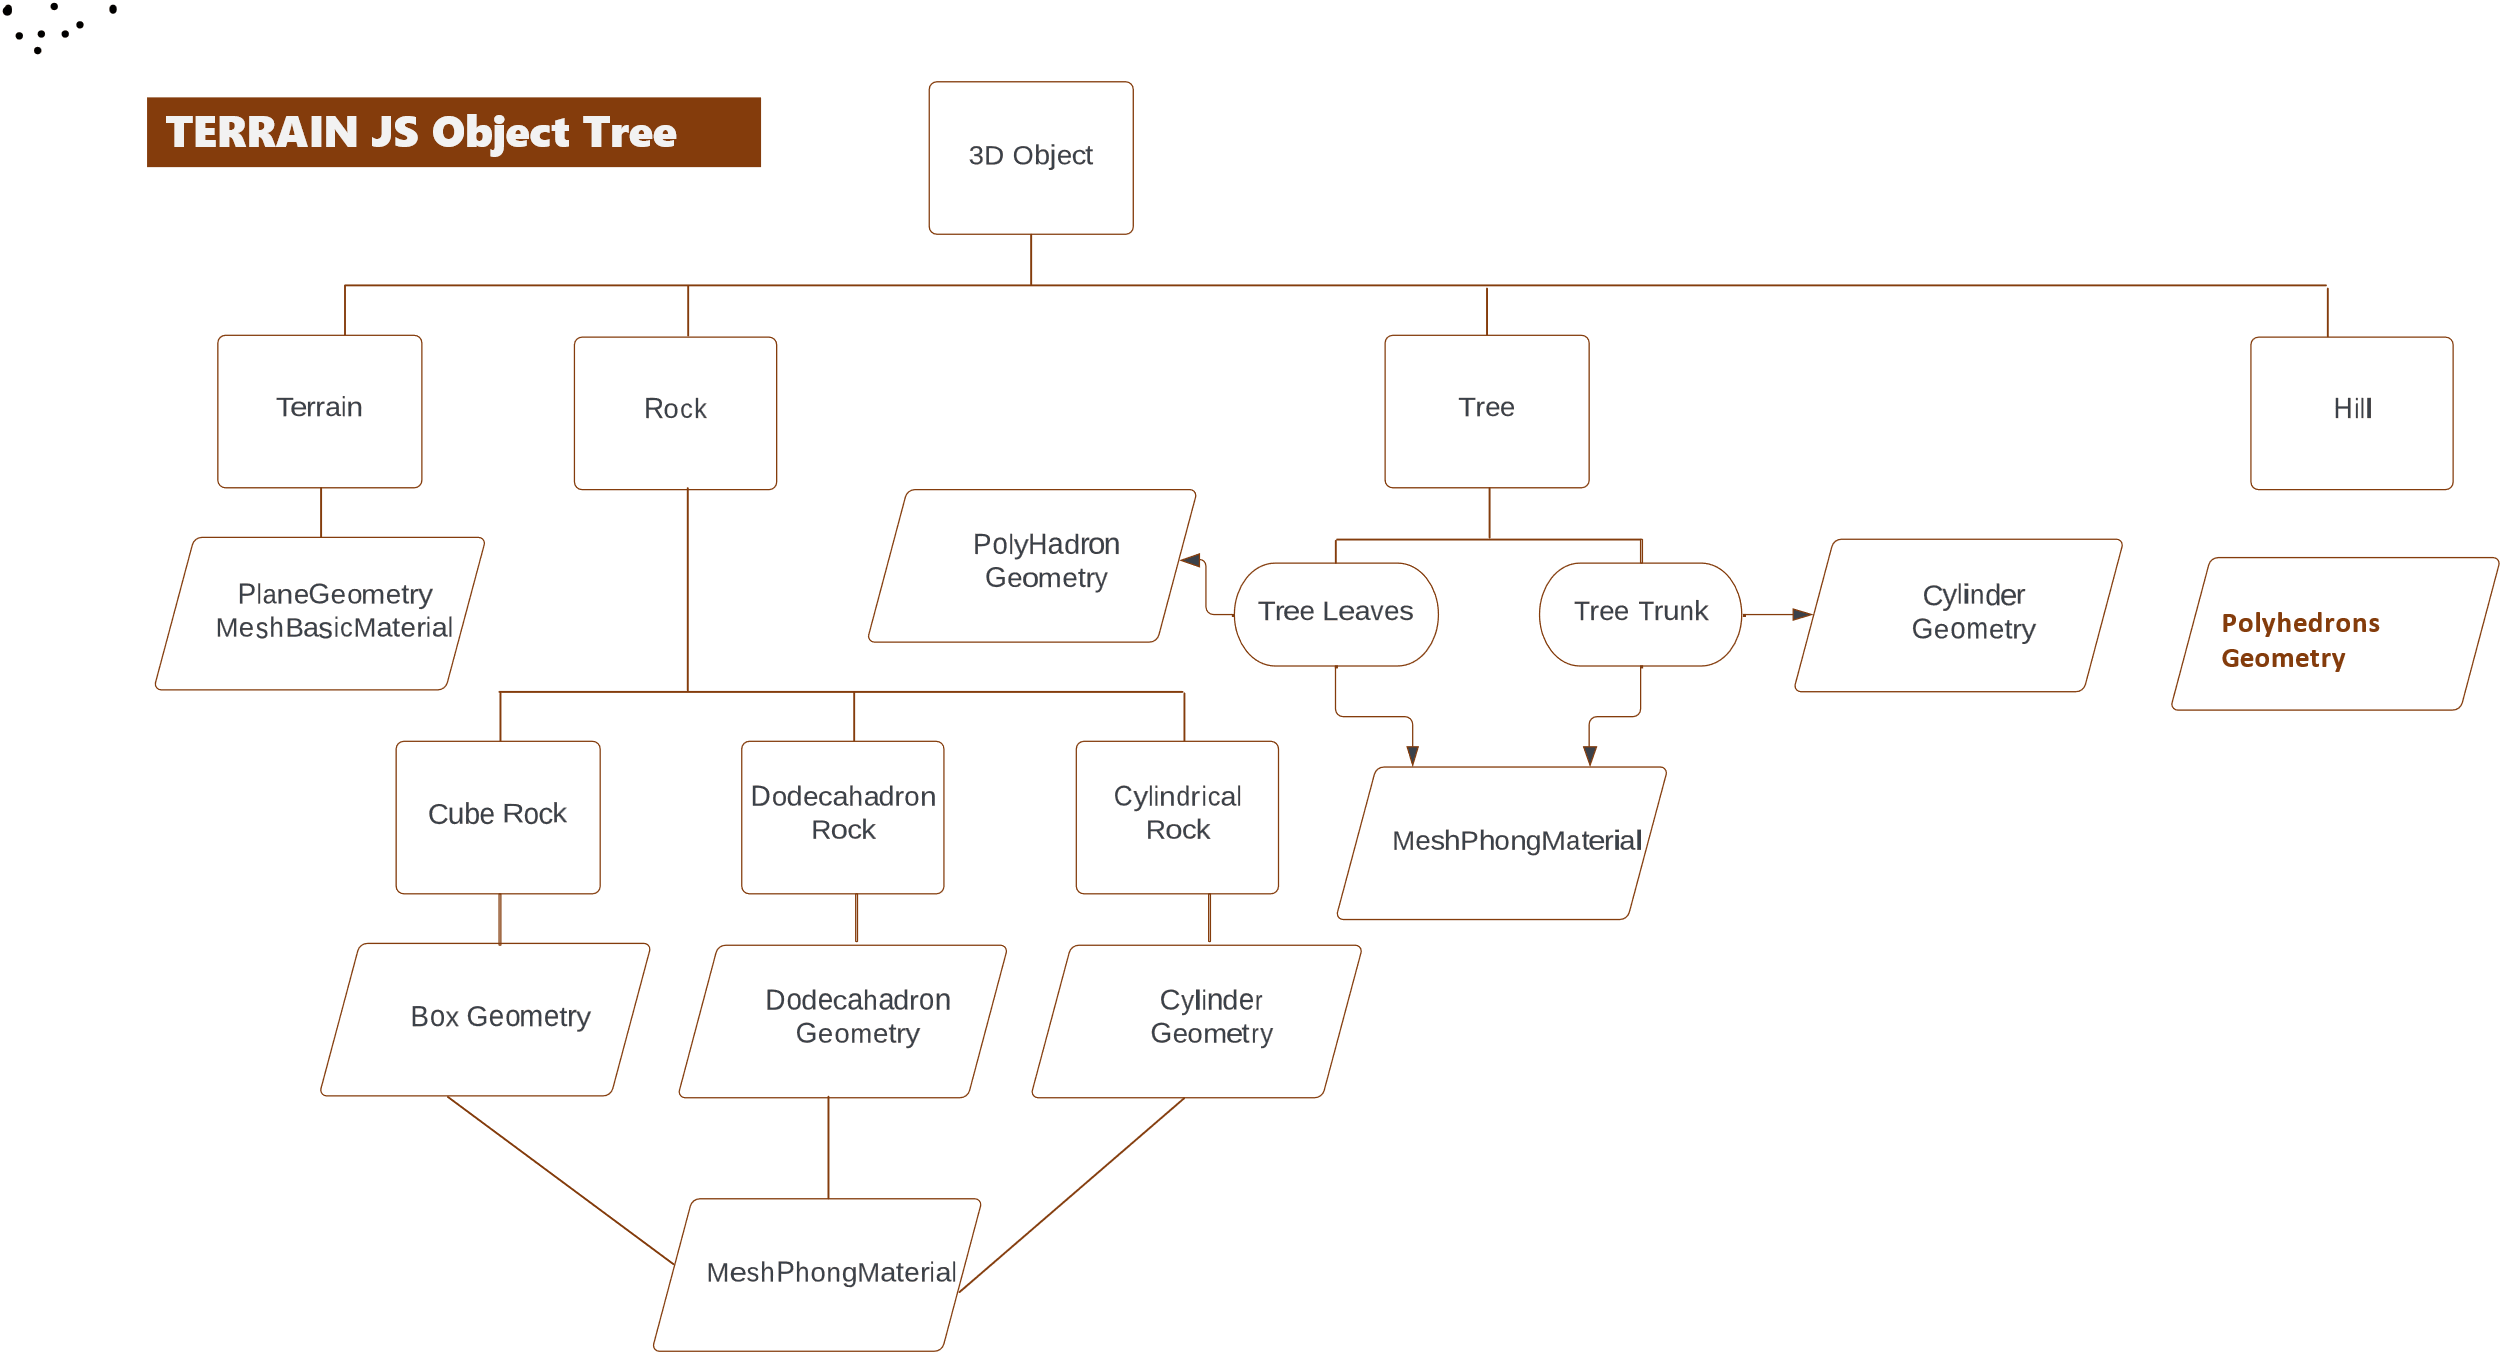 TERRAIN JS Object Tree
3D Object
Terrain
Rock
Tree
Hill
PolyHadron
Geometry
PlaneGeometry
MeshBasicMaterial
Tree Leaves
Tree Trunk
Cylinder
Geometry
Polyhedrons
Geometry
Cube Rock
Dodecahadron
Rock
Cylindrical
Rock
MeshPhongMaterial
Box Geometry
Dodecahadron
Geometry
Cylinder
Geometry
MeshPhongMaterial